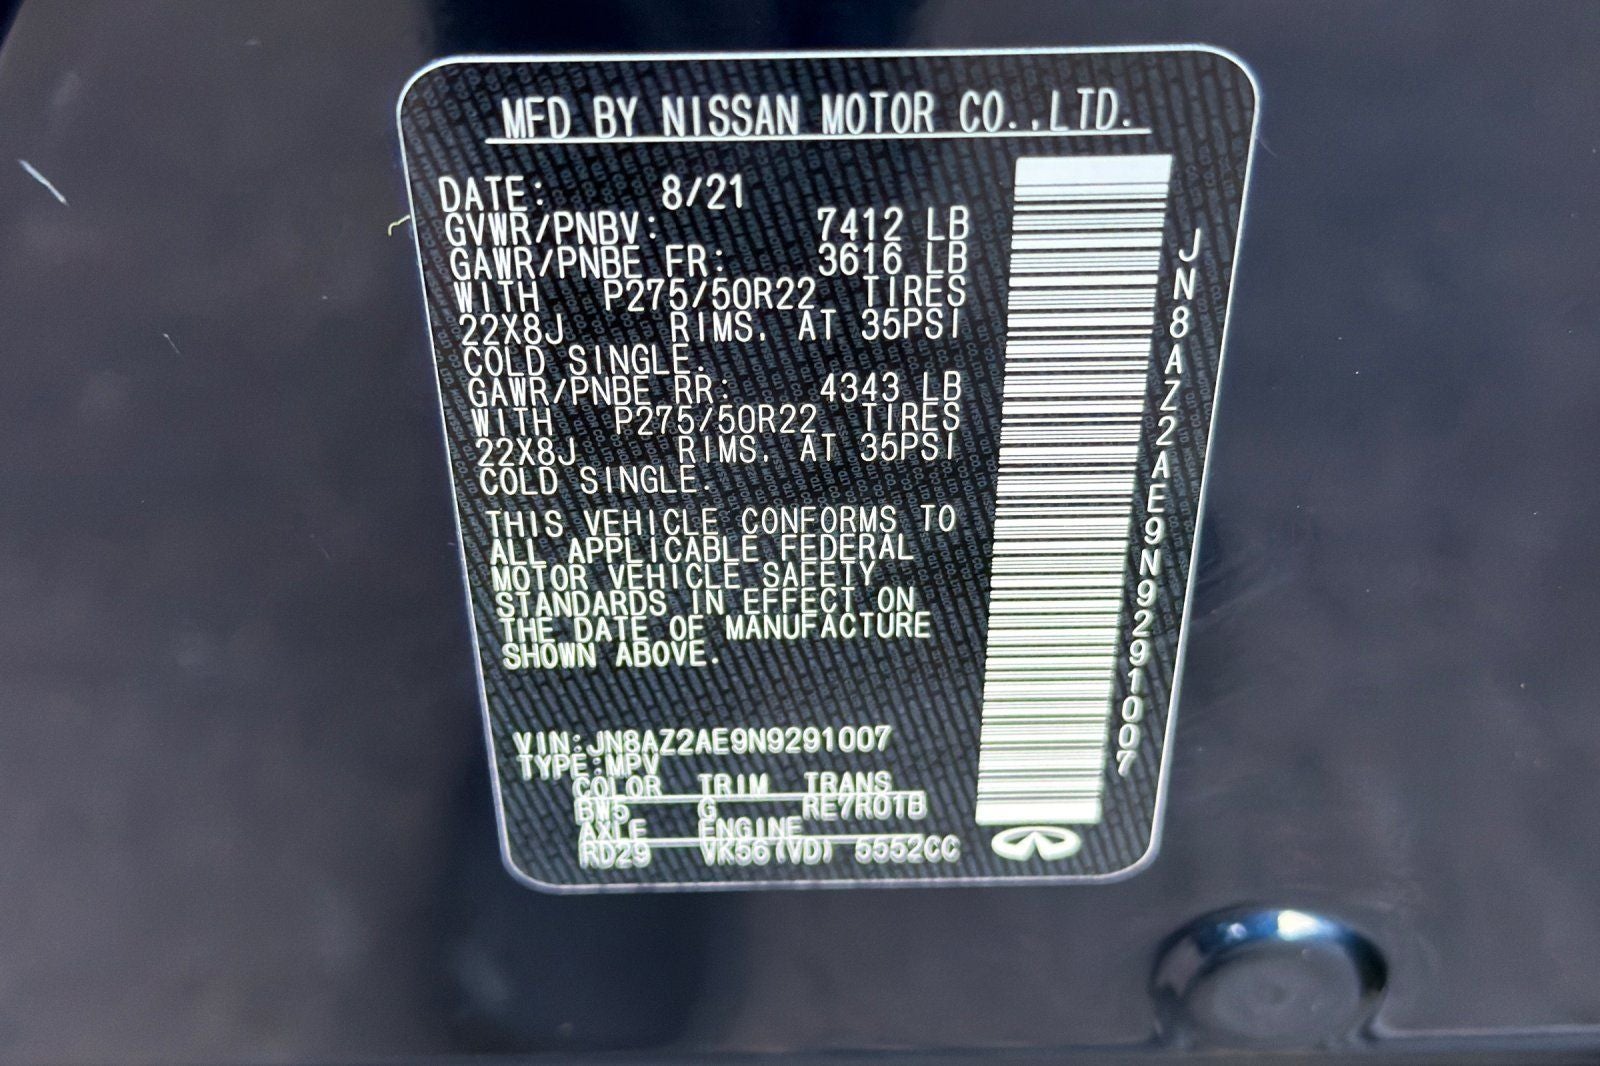 MFD BY NISSAN MOTOR CO.,LTD.
DATE: 8/21
GVWR/PNBV: 7412 LB
GAWR/PNBE FR: 3616 LB
WITH P275/50R22 TIRES
22X8J RIMS. AT 35PSI
COLD SINGLE.
GAWR/PNBE RR: 4343 LB
WITH P275/50R22 TIRES
22X8J RIMS. AT 35PSI
COLD SINGLE.
THIS VEHICLE CONFORMS TO
ALL APPLICABLE FEDERAL
MOTOR VEHICLE SAFETY
STANDARDS IN EFFECT ON
THE DATE OF MANUFACTURE
SHOWN ABOVE.
VIN:JN8AZ2AE9N9291007
TYPE:MPV
COLOR TRIM TRANS
BW5 G RE7R01B
AXLE ENGINE
RD29 VK56(VD) 5552CC
JN8AZ2AE9N9291007